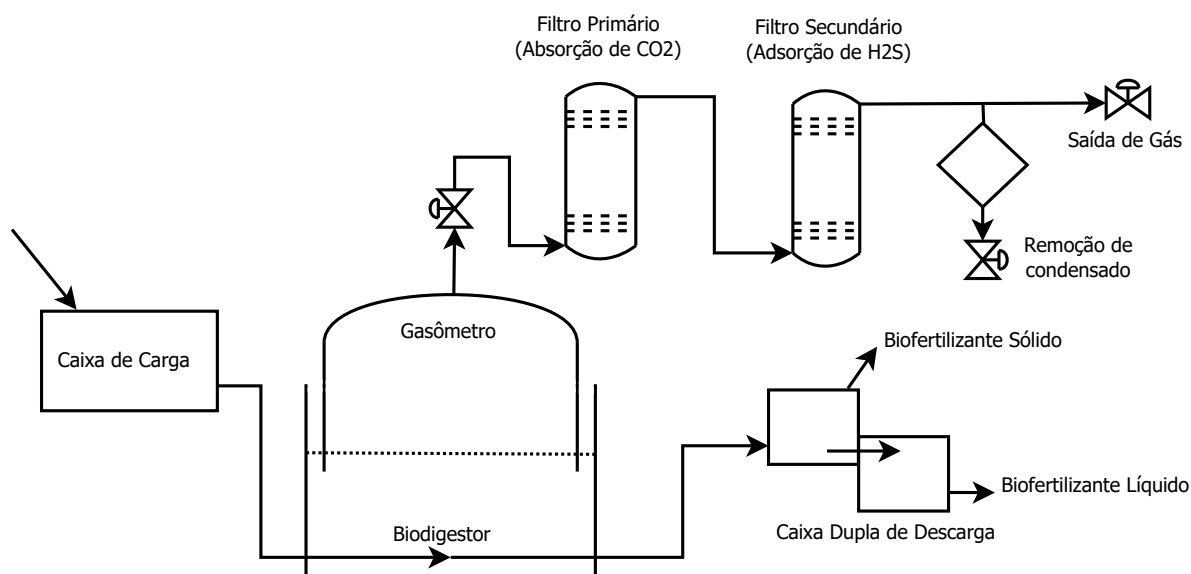 Filtro Primário
(Absorção de CO2)
Filtro Secundário
(Adsorção de H2S)
Saída de Gás
Remoção de
condensado
Gasômetro
Caixa de Carga
Biofertilizante Sólido
Biofertilizante Líquido
Biodigestor
Caixa Dupla de Descarga